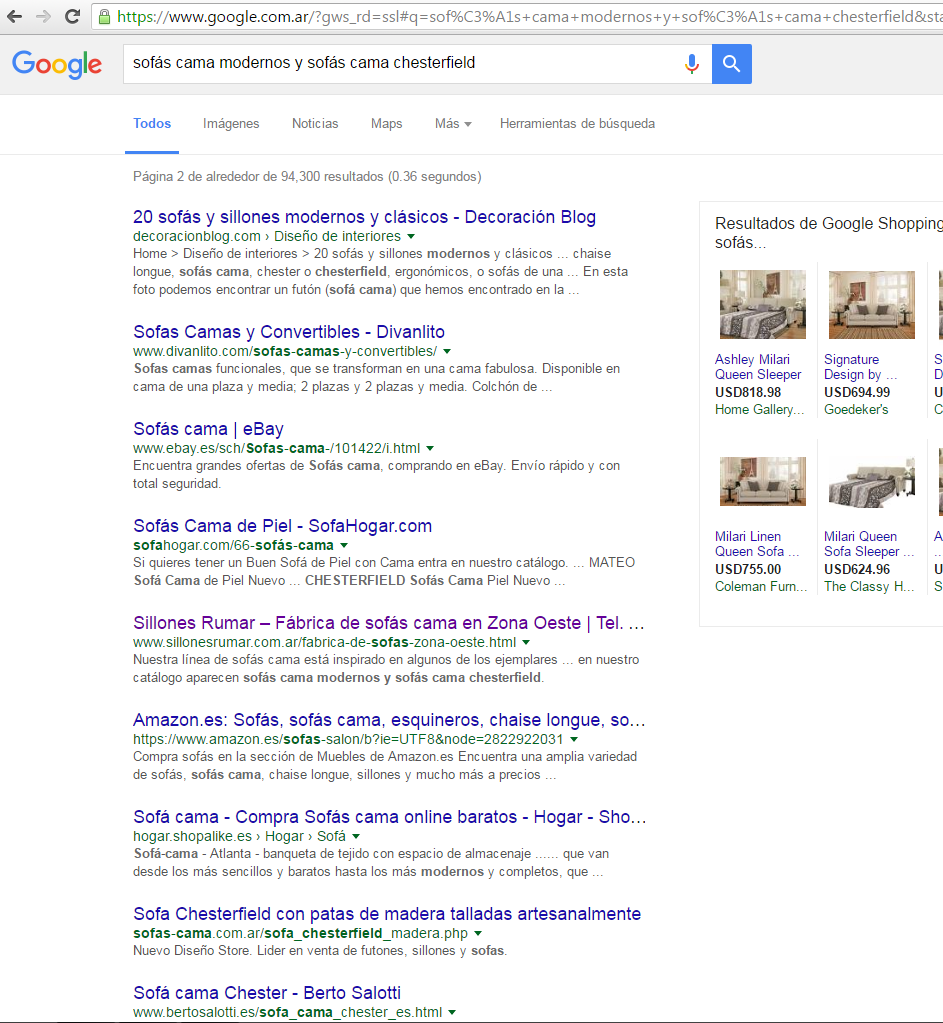 https://www.google.com.ar/?gws_rd=ssl#q=sof%C3%A1s+cama+modernos+y+sof%C3%A1s+cama+chesterfield&sta
Google
sofás cama modernos y sofás cama chesterfield
Todos Imágenes Noticias Maps Más Herramientas de búsqueda
Página 2 de alrededor de 94,300 resultados (0.36 segundos)
20 sofás y sillones modernos y clásicos - Decoración Blog
decoracionblog.com › Diseño de interiores
Home > Diseño de interiores > 20 sofás y sillones modernos y clásicos ... chaise
longue, sofás cama, chester o chesterfield, ergonómicos, o sofás de una ... En esta
foto podemos encontrar un futón (sofá cama) que hemos encontrado en la ...
Sofas Camas y Convertibles - Divanlito
www.divanlito.com/sofas-camas-y-convertibles/
Sofas camas funcionales, que se transforman en una cama fabulosa. Disponible en
cama de una plaza y media; 2 plazas y 2 plazas y media. Colchón de ...
Sofás cama | eBay
www.ebay.es/sch/Sofas-cama-/101422/i.html
Encuentra grandes ofertas de Sofás cama, comprando en eBay. Envío rápido y con
total seguridad.
Sofás Cama de Piel - SofaHogar.com
sofahogar.com/66-sofás-cama
Si quieres tener un Buen Sofá de Piel con Cama entra en nuestro catálogo. ... MATEO
Sofá Cama de Piel Nuevo ... CHESTERFIELD Sofás Cama Piel Nuevo ...
Sillones Rumar – Fábrica de sofás cama en Zona Oeste | Tel. ...
www.sillonesrumar.com.ar/fabrica-de-sofas-zona-oeste.html
Nuestra línea de sofás cama está inspirado en algunos de los ejemplares ... en nuestro
catálogo aparecen sofás cama modernos y sofás cama chesterfield.
Amazon.es: Sofás, sofás cama, esquineros, chaise longue, so...
https://www.amazon.es/sofas-salon/b?ie=UTF8&node=2822922031
Compra sofás en la sección de Muebles de Amazon.es Encuentra una amplia variedad
de sofás, sofás cama, chaise longue, sillones y mucho más a precios ...
Sofá cama - Compra Sofás cama online baratos - Hogar - Sho...
hogar.shopalike.es › Hogar › Sofá
Sofá-cama - Atlanta - banqueta de tejido con espacio de almacenaje ...... que van
desde los más sencillos y baratos hasta los más modernos y completos, que ...
Sofa Chesterfield con patas de madera talladas artesanalmente
sofas-cama.com.ar/sofa_chesterfield_madera.php
Nuevo Diseño Store. Lider en venta de futones, sillones y sofas.
Sofá cama Chester - Berto Salotti
www.bertosalotti.es/sofa_cama_chester_es.html
Resultados de Google Shopping
sofás...
Ashley Milari
Queen Sleeper
USD818.98
Home Gallery...
Signature
Design by ...
USD694.99
Goedeker's
S
D
U
C
Milari Linen
Queen Sofa ...
USD755.00
Coleman Furn...
Milari Queen
Sofa Sleeper ...
USD624.96
The Classy H...
A
...
U
S